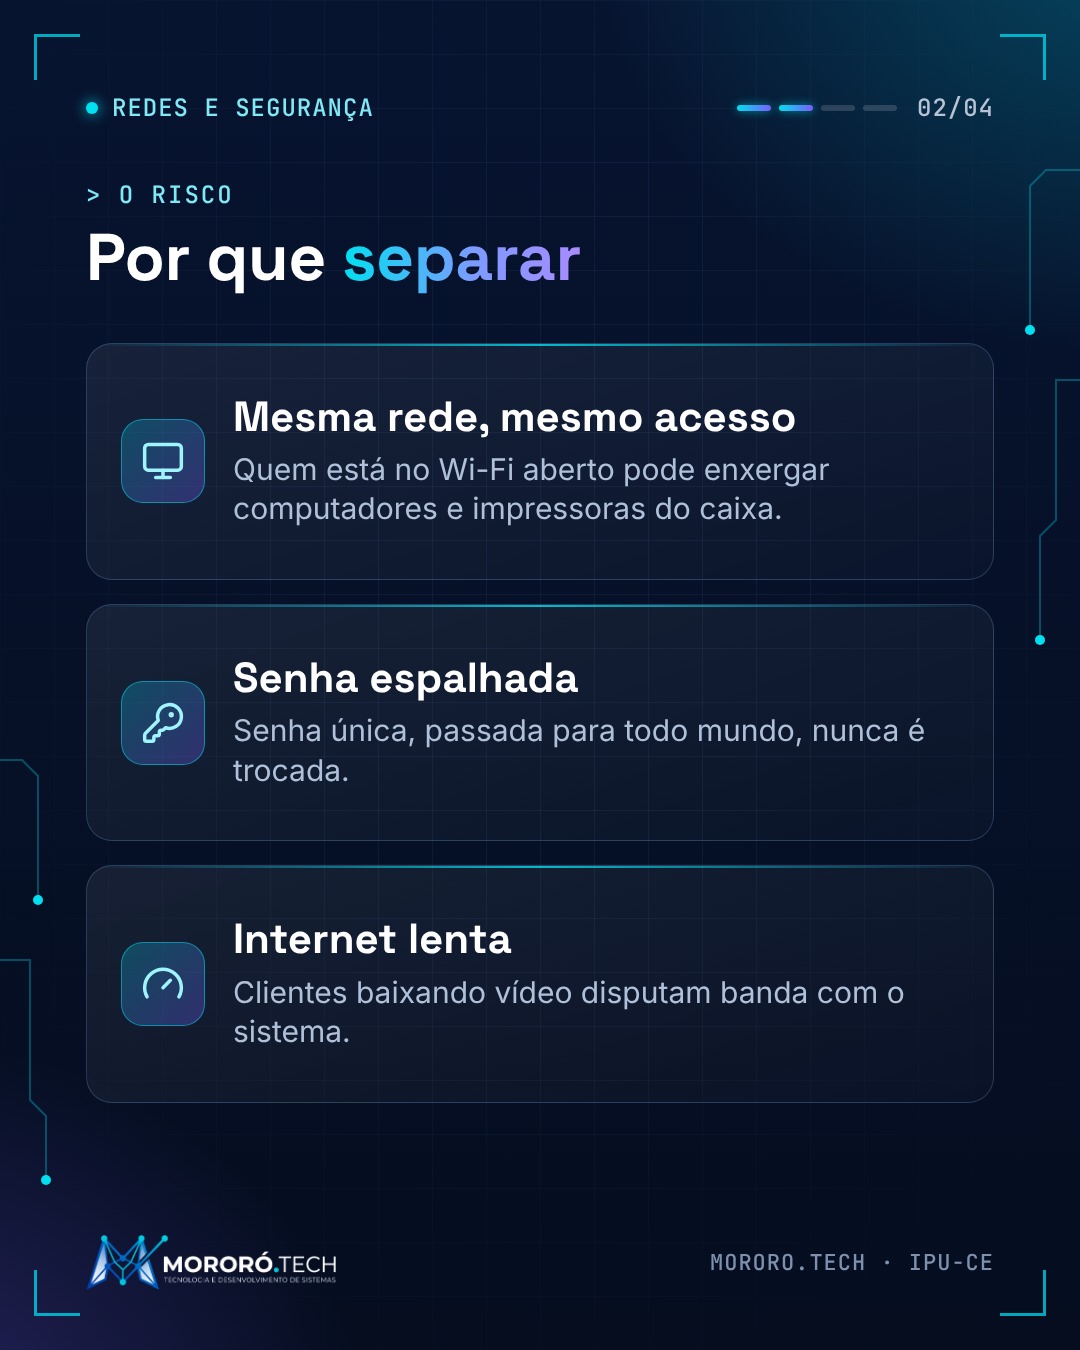 REDES E SEGURANÇA
02/04
> O RISCO
Por que separar
Mesma rede, mesmo acesso
Quem está no Wi-Fi aberto pode enxergar
computadores e impressoras do caixa.
Senha espalhada
Senha única, passada para todo mundo, nunca é
trocada.
Internet lenta
Clientes baixando vídeo disputam banda com o
sistema.
MORORÓ.TECH
TECNOLOGIA E DESENVOLVIMENTO DE SISTEMAS
MORORO.TECH · IPU-CE